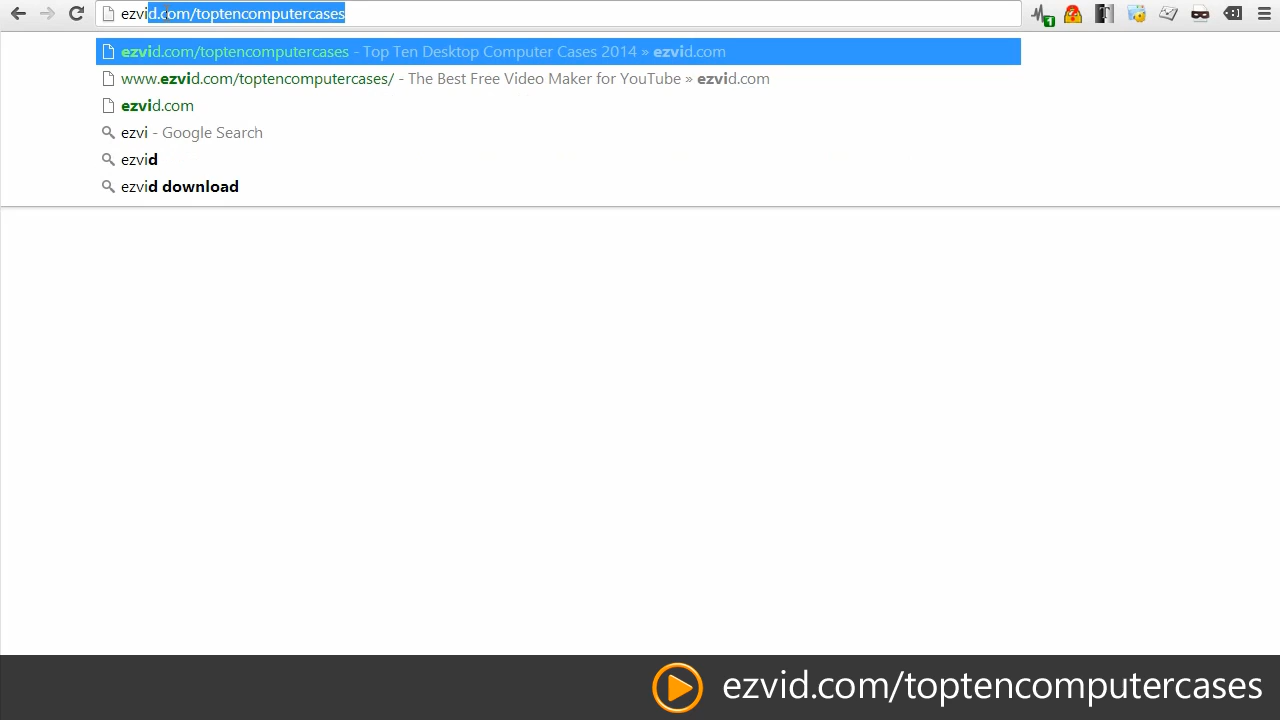 ezvid.com/toptencomputercases
1
ezvid.com/toptencomputercases - Top Ten Desktop Computer Cases 2014 » ezvid.com
www.ezvid.com/toptencomputercases/ - The Best Free Video Maker for YouTube » ezvid.com
ezvid.com
ezvi - Google Search
ezvid
ezvid download
ezvid.com/toptencomputercases